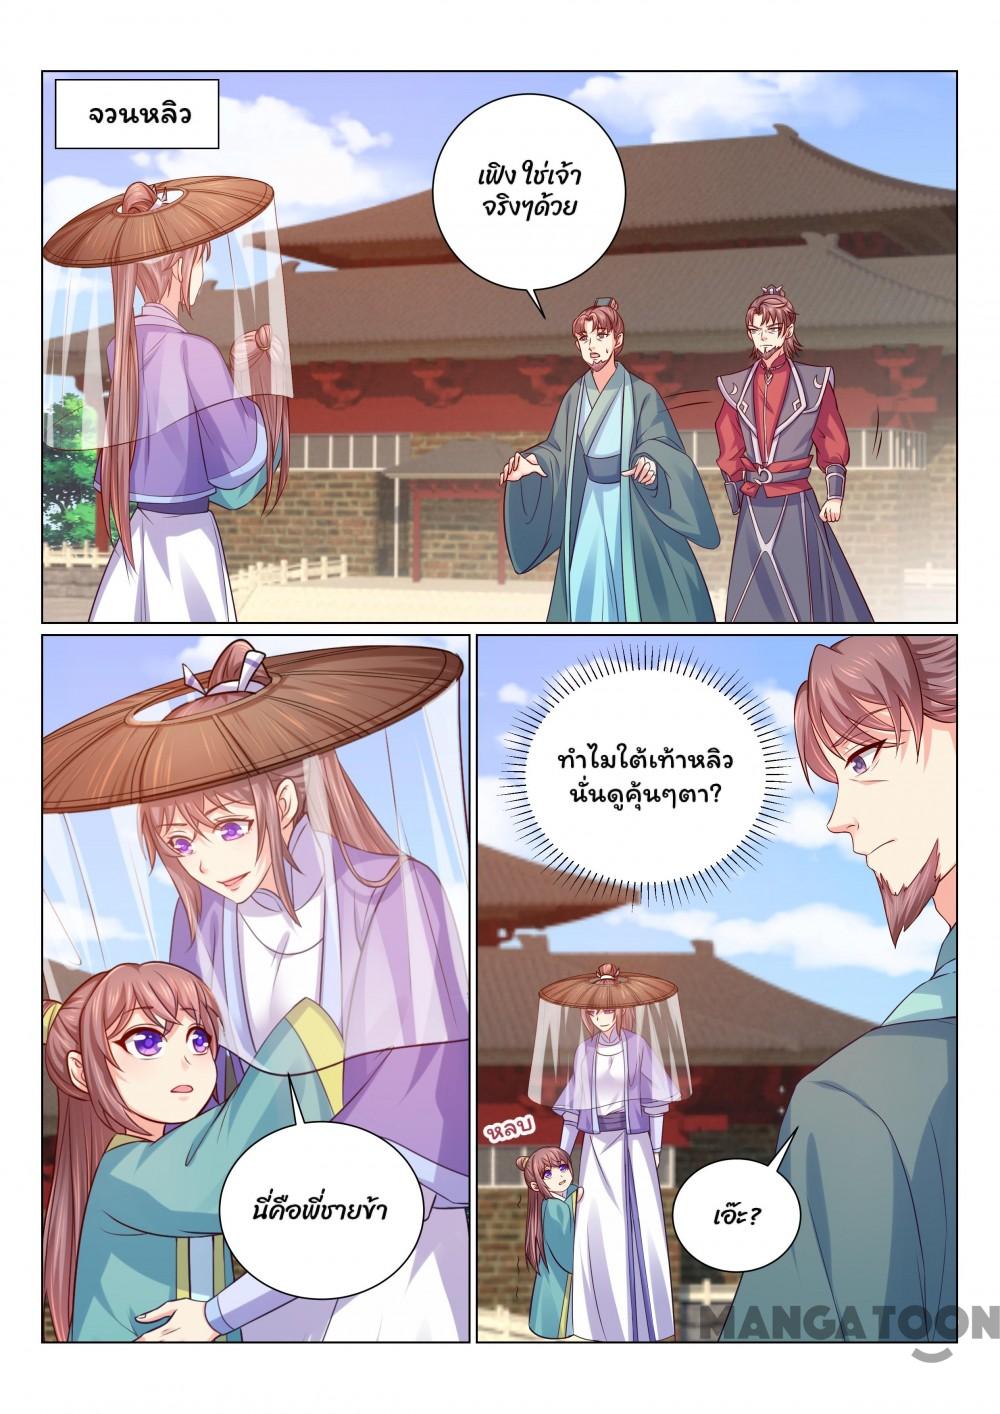 จวนหลิว
เฟิง ใช่เจ้า
จริงๆด้วย
นี่คือพี่ชายข้า
ทำไมใต้เท้าหลิว
นั่นดูคุ้นๆตา?
หลบ
เอ๊ะ?
MANGATOON